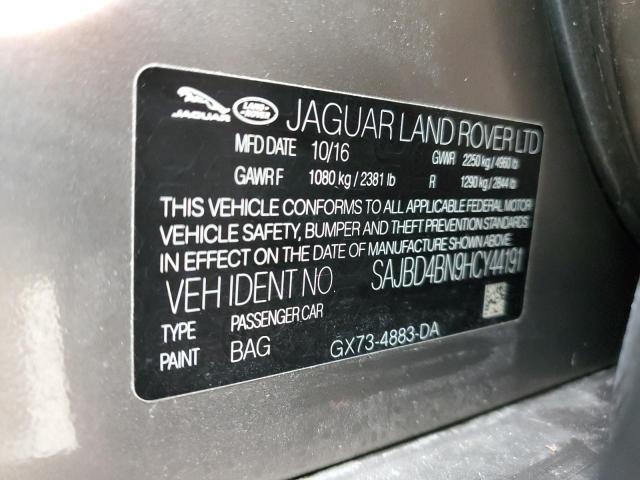 JAGUAR LAND ROVER JAGUAR LAND ROVER LTD
MFD DATE 10/16 GVWR 2250 kg / 4960 lb
GAWR F 1080 kg / 2381 lb R 1290 kg / 2844 lb
THIS VEHICLE CONFORMS TO ALL APPLICABLE FEDERAL MOTOR
VEHICLE SAFETY, BUMPER AND THEFT PREVENTION STANDARDS
IN EFFECT ON THE DATE OF MANUFACTURE SHOWN ABOVE.
VEH IDENT NO. SAJBD4BN9HCY44191
TYPE PASSENGER CAR
PAINT BAG GX73-4883-DA